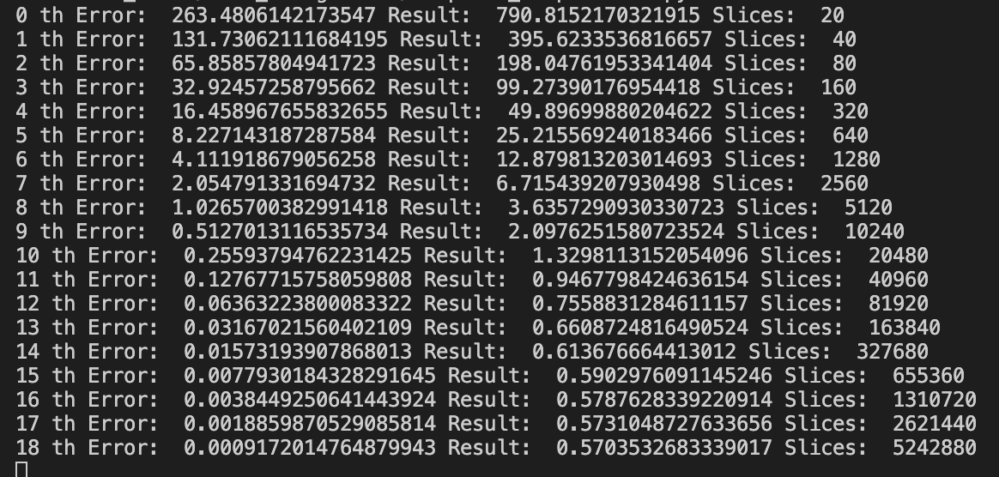 0 th Error:  263.4806142173547 Result:  790.8152170321915 Slices:  20
1 th Error:  131.73062111684195 Result:  395.6233536816657 Slices:  40
2 th Error:  65.85857804941723 Result:  198.04761953341404 Slices:  80
3 th Error:  32.92457258795662 Result:  99.27390176954418 Slices:  160
4 th Error:  16.458967655832655 Result:  49.89699880204622 Slices:  320
5 th Error:  8.227143187287584 Result:  25.215569240183466 Slices:  640
6 th Error:  4.111918679056258 Result:  12.879813203014693 Slices:  1280
7 th Error:  2.054791331694732 Result:  6.715439207930498 Slices:  2560
8 th Error:  1.0265700382991418 Result:  3.6357290930330723 Slices:  5120
9 th Error:  0.5127013116535734 Result:  2.0976251580723524 Slices:  10240
10 th Error:  0.25593794762231425 Result:  1.3298113152054096 Slices:  20480
11 th Error:  0.12767715758059808 Result:  0.9467798424636154 Slices:  40960
12 th Error:  0.06363223800083322 Result:  0.7558831284611157 Slices:  81920
13 th Error:  0.03167021560402109 Result:  0.6608724816490524 Slices:  163840
14 th Error:  0.01573193907868013 Result:  0.613676664413012 Slices:  327680
15 th Error:  0.0077930184328291645 Result:  0.5902976091145246 Slices:  655360
16 th Error:  0.0038449250641443924 Result:  0.5787628339220914 Slices:  1310720
17 th Error:  0.0018859870529085814 Result:  0.5731048727633656 Slices:  2621440
18 th Error:  0.0009172014764879943 Result:  0.5703532683339017 Slices:  5242880